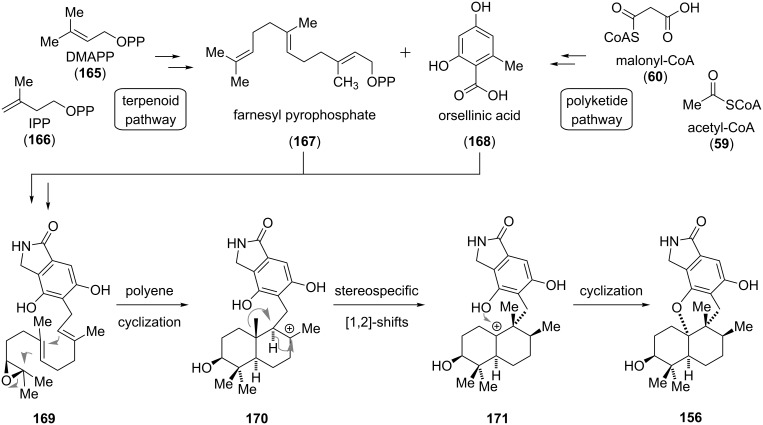 Me
Me
OPP
DMAPP
(165)
Me
OPP
IPP
(166)
terpenoid
pathway
Me
Me
Me
CH3
OPP
farnesyl pyrophosphate
(167)
+
OH
HO
Me
O
OH
orsellinic acid
(168)
polyketide
pathway
O
O
CoAS
OH
malonyl-CoA
(60)
O
Me
SCoA
acetyl-CoA
(59)
O
HN
HO
OH
Me
Me
O
Me
Me
169
polyene
cyclization
O
HN
HO
OH
H
⊕
Me
HO
H
Me
Me
170
stereospecific
[1,2]-shifts
O
HN
HO
OH
Me
Me
⊕
HO
H
Me
Me
171
cyclization
O
HN
O
OH
Me
Me
HO
H
Me
Me
156